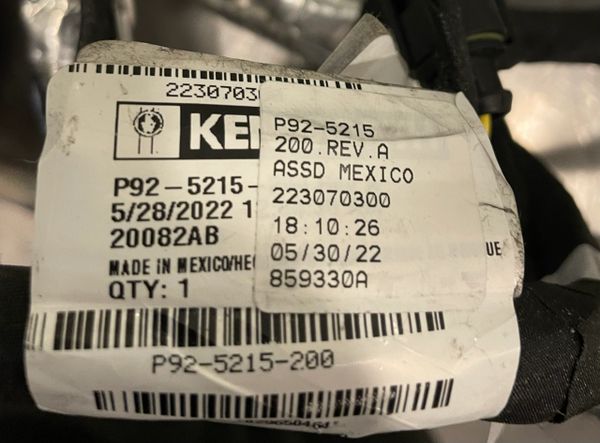 2230703
KE
P92-5215-
5/28/2022 1
20082AB
MADE IN MEXICO/HE
QTY: 1
P92-5215
200.REV.A
ASSD MEXICO
223070300
18:10:26
05/30/22
859330A
UE
P92-5215-200